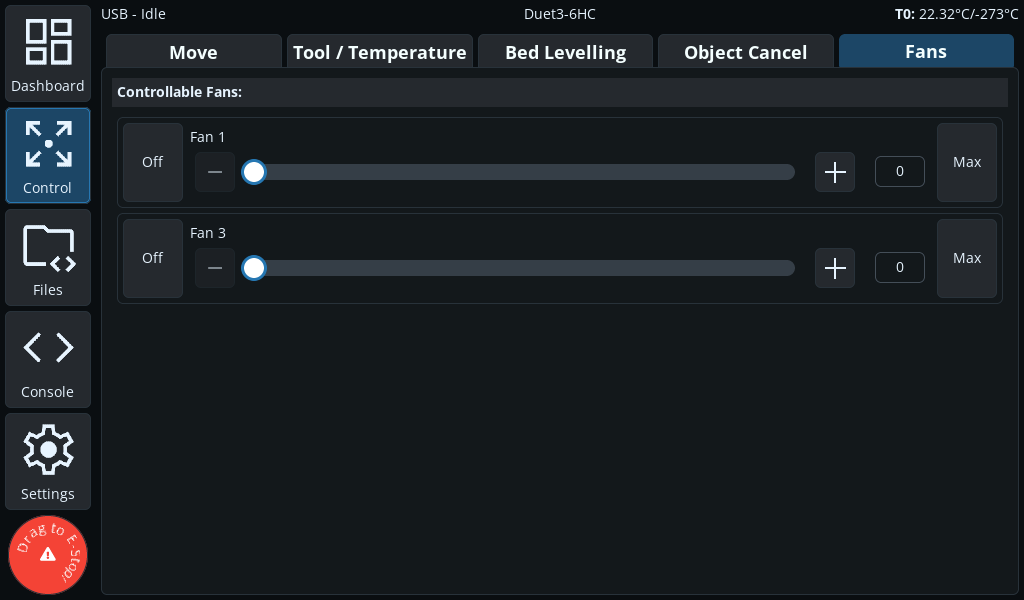 USB - Idle
Duet3-6HC
T0: 22.32°C/-273°C
Dashboard
Control
Files
Console
Settings
Drag to E-Stop!
Move
Tool / Temperature
Bed Levelling
Object Cancel
Fans
Controllable Fans:
Off
Fan 1
0
Max
Off
Fan 3
0
Max